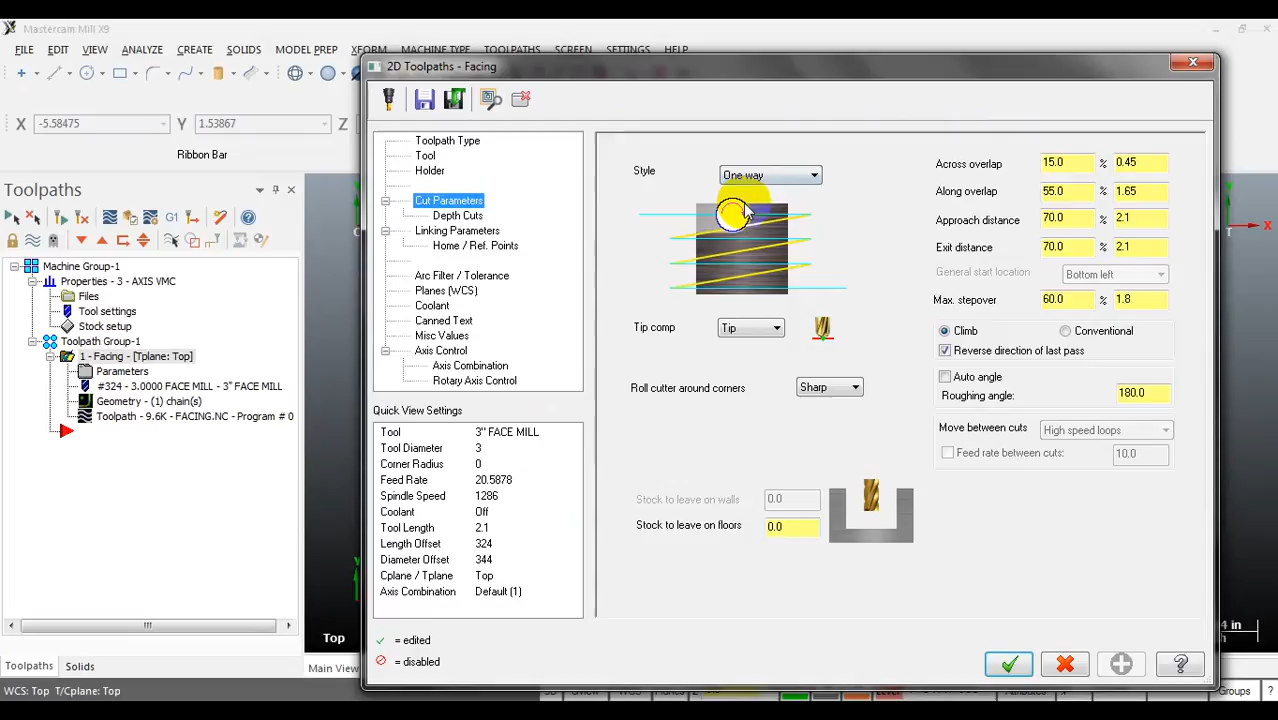 Mastercam Mill X9
FILE EDIT VIEW ANALYZE CREATE SOLIDS MODEL PREP XFORM MACHINE TYPE TOOLPATHS SCREEN SETTINGS HELP
2D Toolpaths - Facing
X -5.58475 Y 1.53867 Z
Ribbon Bar
Toolpaths
G1
Machine Group-1
Properties - 3 - AXIS VMC
Files
Tool settings
Stock setup
Toolpath Group-1
1 - Facing - [Tplane: Top]
Parameters
#324 - 3.0000 FACE MILL - 3" FACE MILL
Geometry - (1) chain(s)
Toolpath - 9.6K - FACING.NC - Program # 0
Toolpaths Solids
WCS: Top T/Cplane: Top
Toolpath Type
Tool
Holder
Cut Parameters
Depth Cuts
Linking Parameters
Home / Ref. Points
Arc Filter / Tolerance
Planes (WCS)
Coolant
Canned Text
Misc Values
Axis Control
Axis Combination
Rotary Axis Control
Quick View Settings
Tool 3" FACE MILL
Tool Diameter 3
Corner Radius 0
Feed Rate 20.5878
Spindle Speed 1286
Coolant Off
Tool Length 2.1
Length Offset 324
Diameter Offset 344
Cplane / Tplane Top
Axis Combination Default (1)
= edited
= disabled
Style One way
Tip comp Tip
Roll cutter around corners Sharp
Stock to leave on walls 0.0
Stock to leave on floors 0.0
Across overlap 15.0 % 0.45
Along overlap 55.0 % 1.65
Approach distance 70.0 % 2.1
Exit distance 70.0 % 2.1
General start location Bottom left
Max. stepover 60.0 % 1.8
Climb Conventional
Reverse direction of last pass
Auto angle
Roughing angle: 180.0
Move between cuts High speed loops
Feed rate between cuts: 10.0
Top
Main View
Y
X
4 in
Groups ?